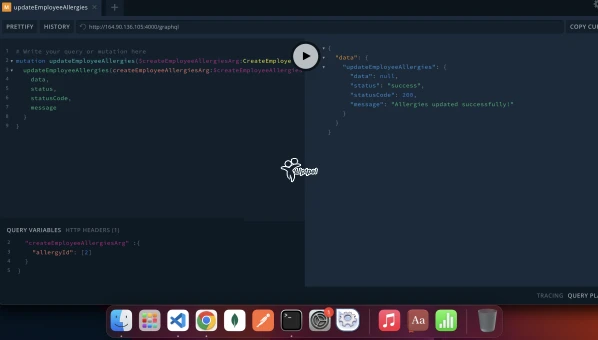 updateEmployeeAllergies
PRETTIFY HISTORY http://164.90.136.105:4000/graphql COPY CUR
1 # Write your query or mutation here
2 mutation updateEmployeeAllergies($createEmployeeAllergiesArg:CreateEmploye
3 updateEmployeeAllergies(createEmployeeAllergiesArg:$createEmployeeAllergies
4 data,
5 status,
6 statusCode,
7 message
8 }
9 }
{
"data": {
"updateEmployeeAllergies": {
"data": null,
"status": "success",
"statusCode": 200,
"message": "Allergies updated successfully!"
}
}
}
QUERY VARIABLES HTTP HEADERS (1)
2 "createEmployeeAllergiesArg" :{
3 "allergyId": [2]
4 }
5 }
TRACING QUERY PLA
1
Aa